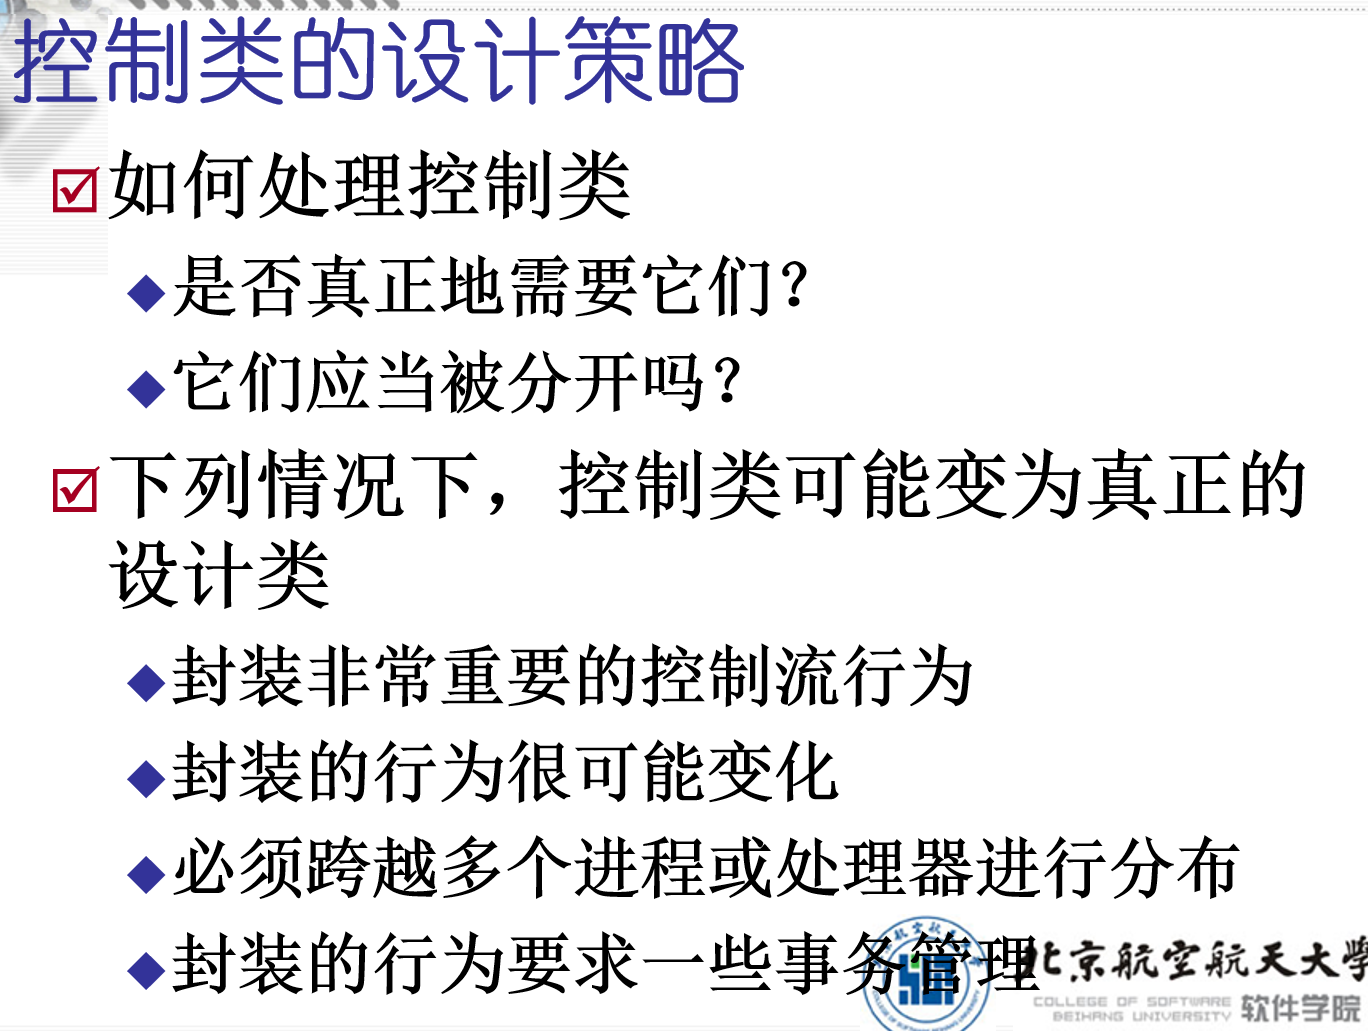 控制类的设计策略
如何处理控制类
是否真正地需要它们？
它们应当被分开吗？
下列情况下，控制类可能变为真正的
设计类
封装非常重要的控制流行为
封装的行为很可能变化
必须跨越多个进程或处理器进行分布
封装的行为要求一些事务管理
北京航空航天大學
COLLEGE OF SOFTWARE
BEIHANG UNIVERSITY
软件学院